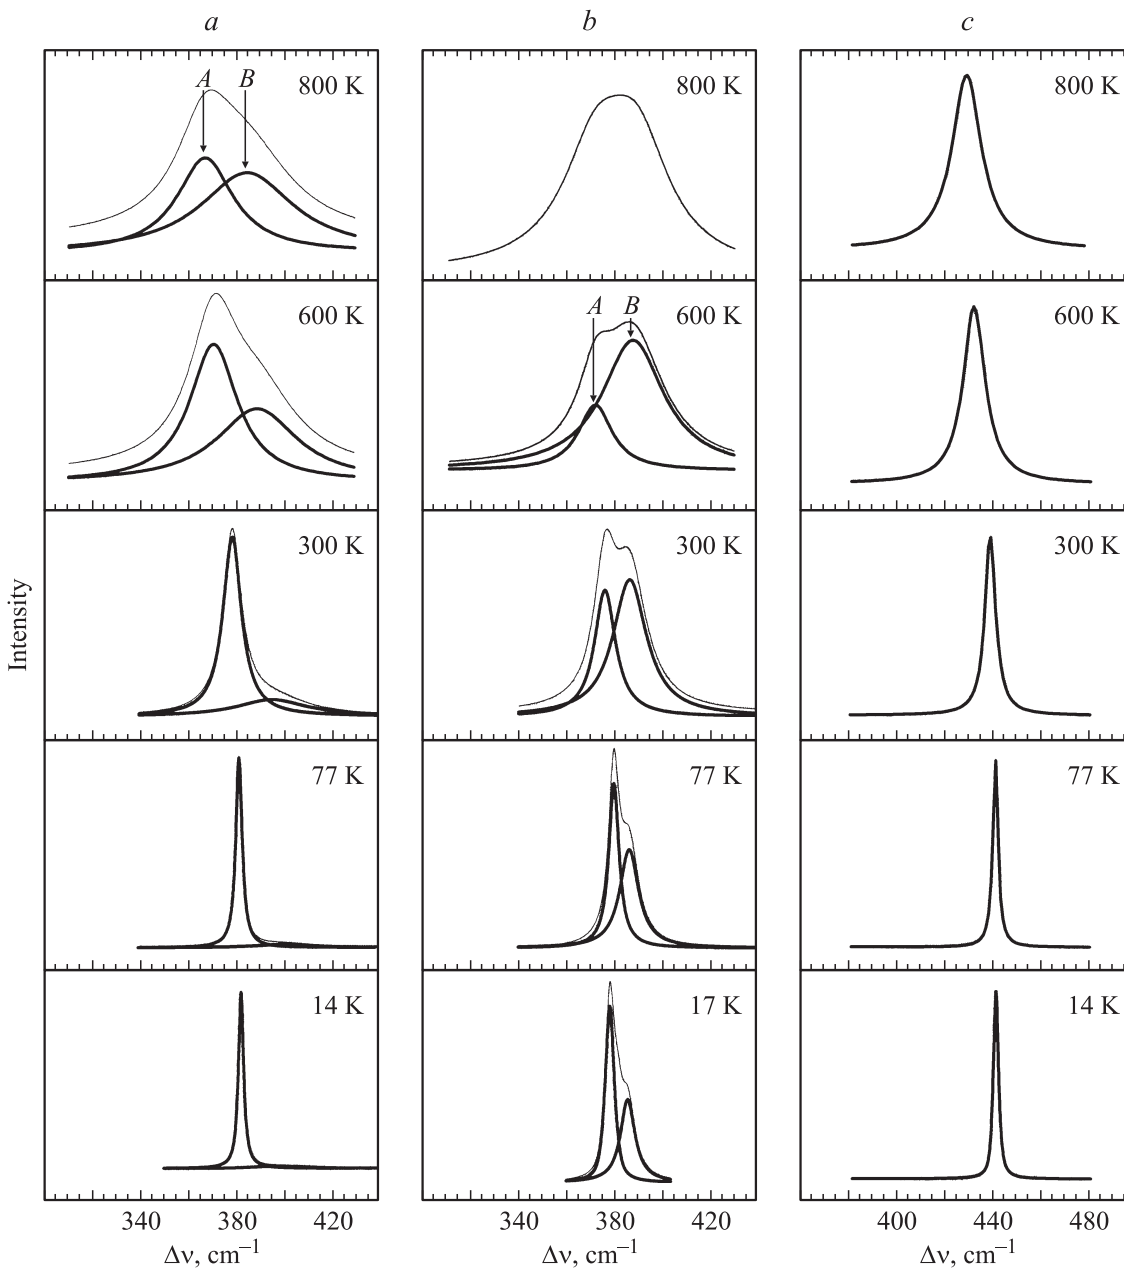 a b c
A B 800 K
800 K
800 K
600 K
A B 600 K
600 K
300 K
300 K
300 K
77 K
77 K
77 K
14 K
17 K
14 K
Intensity
340 380 420
340 380 420
400 440 480
Δν, cm⁻¹
Δν, cm⁻¹
Δν, cm⁻¹